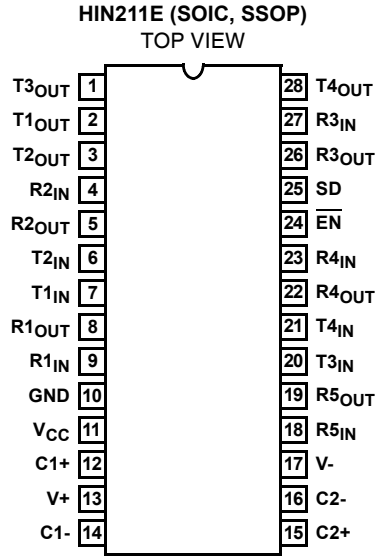 HIN211E (SOIC, SSOP)
TOP VIEW
T3OUT 1 28 T4OUT
T1OUT 2 27 R3IN
T2OUT 3 26 R3OUT
R2IN 4 25 SD
R2OUT 5 24 E̅N̅
T2IN 6 23 R4IN
T1IN 7 22 R4OUT
R1OUT 8 21 T4IN
R1IN 9 20 T3IN
GND 10 19 R5OUT
VCC 11 18 R5IN
C1+ 12 17 V-
V+ 13 16 C2-
C1- 14 15 C2+